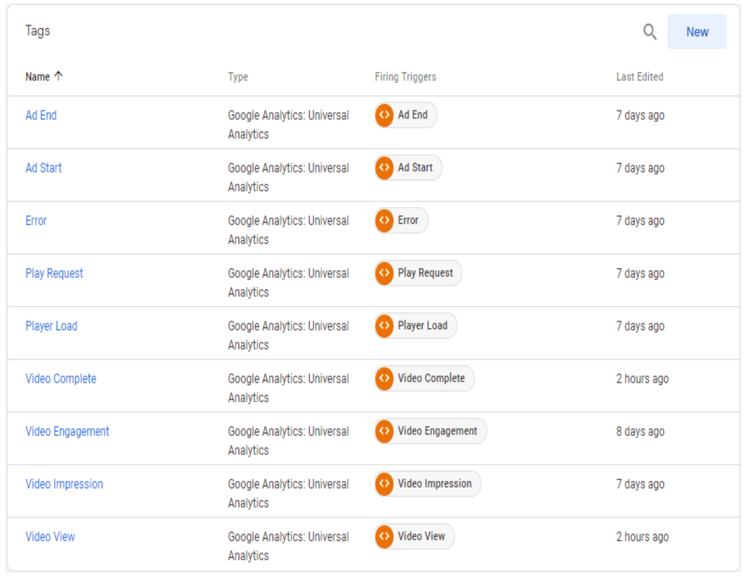 Tags
New
Name ↑ Type Firing Triggers Last Edited
Ad End Google Analytics: Universal Analytics Ad End 7 days ago
Ad Start Google Analytics: Universal Analytics Ad Start 7 days ago
Error Google Analytics: Universal Analytics Error 7 days ago
Play Request Google Analytics: Universal Analytics Play Request 7 days ago
Player Load Google Analytics: Universal Analytics Player Load 7 days ago
Video Complete Google Analytics: Universal Analytics Video Complete 2 hours ago
Video Engagement Google Analytics: Universal Analytics Video Engagement 8 days ago
Video Impression Google Analytics: Universal Analytics Video Impression 7 days ago
Video View Google Analytics: Universal Analytics Video View 2 hours ago